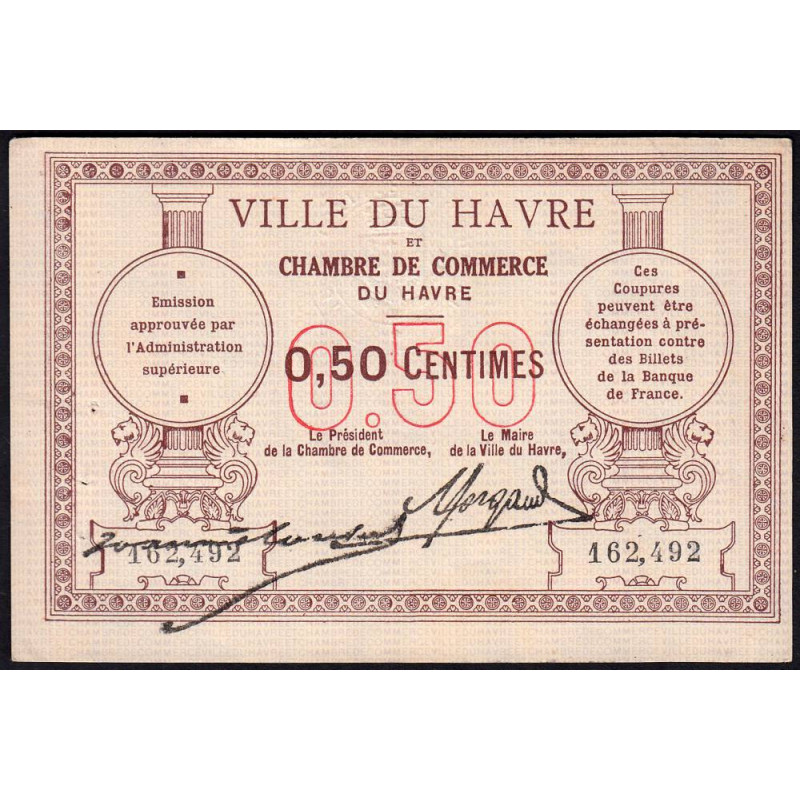 VILLE DU HAVRE
ET
CHAMBRE DE COMMERCE
DU HAVRE
Emission
approuvée par
l'Administration
supérieure
Ces
Coupures
peuvent être
échangées à pré-
sentation contre
des Billets
de la Banque
de France.
0.50
0,50 CENTIMES
Le Président
de la Chambre de Commerce,
Le Maire
de la Ville du Havre,
Morgand
162,492
162,492